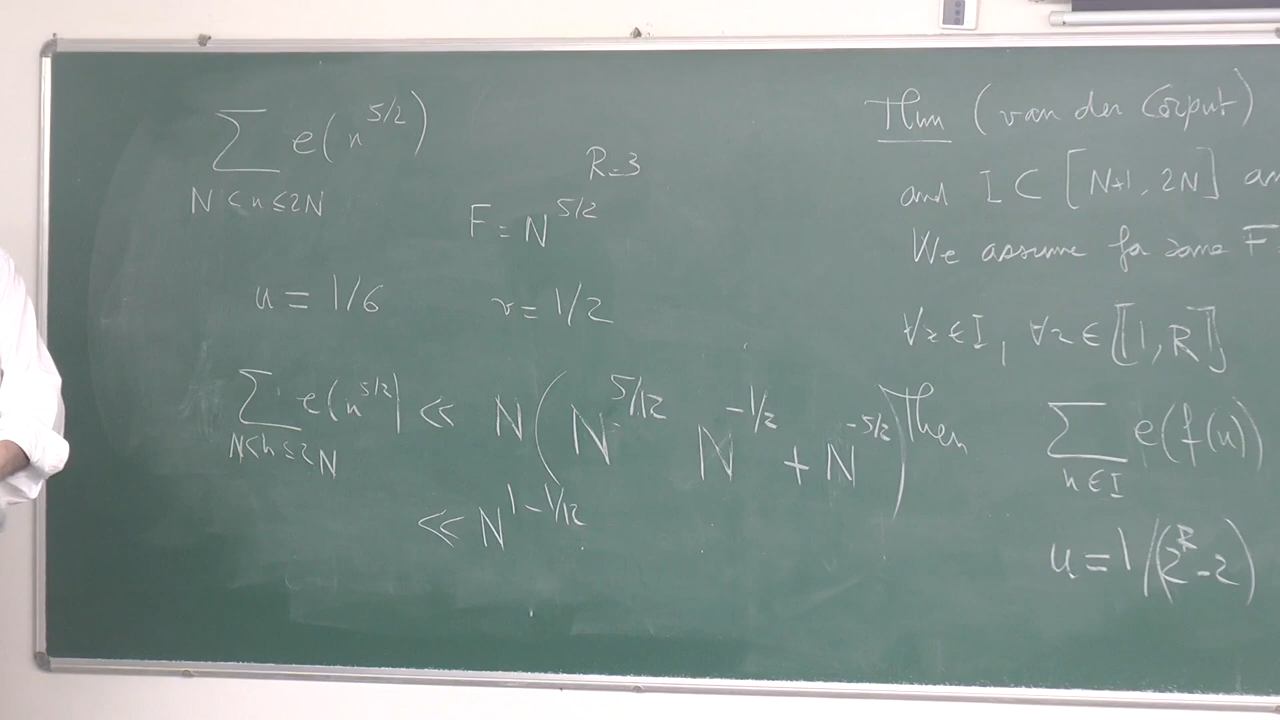 ∑ e(n^{5/2})
N < n ≤ 2N
R=3
F = N^{5/2}
u = 1/6 v = 1/2
∑ e(n^{5/2}) ≪ N(N^{5/12} N^{-1/2} + N^{-5/2})
N<n≤2N
≪ N^{1-1/12}
Thm (van der Corput)
and I ⊂ [N+1, 2N]
We assume for some F
∀x ∈ I, ∀r ∈ ⟦1, R⟧
Then ∑ e(f(n))
n ∈ I
u = 1/(2^R - 2)